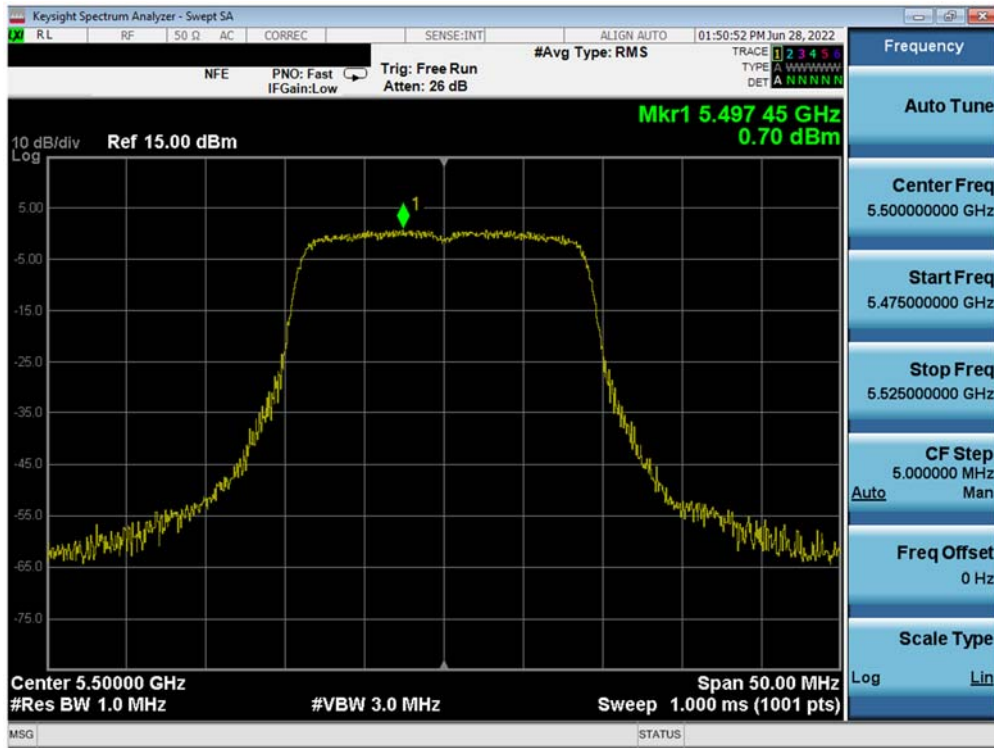 Keysight Spectrum Analyzer - Swept SA
LXI RL RF 50 Ω AC CORREC SENSE:INT ALIGN AUTO 01:50:52 PM Jun 28, 2022
NFE PNO: Fast IFGain:Low Trig: Free Run Atten: 26 dB #Avg Type: RMS
TRACE 1 2 3 4 5 6
TYPE A WWWWW
DET A N N N N N
Mkr1 5.497 45 GHz
0.70 dBm
10 dB/div Ref 15.00 dBm
Log
1
5.00
-5.00
-15.0
-25.0
-35.0
-45.0
-55.0
-65.0
-75.0
Center 5.50000 GHz Span 50.00 MHz
#Res BW 1.0 MHz #VBW 3.0 MHz Sweep 1.000 ms (1001 pts)
MSG STATUS
Frequency
Auto Tune
Center Freq
5.500000000 GHz
Start Freq
5.475000000 GHz
Stop Freq
5.525000000 GHz
CF Step
5.000000 MHz
Auto Man
Freq Offset
0 Hz
Scale Type
Log Lin